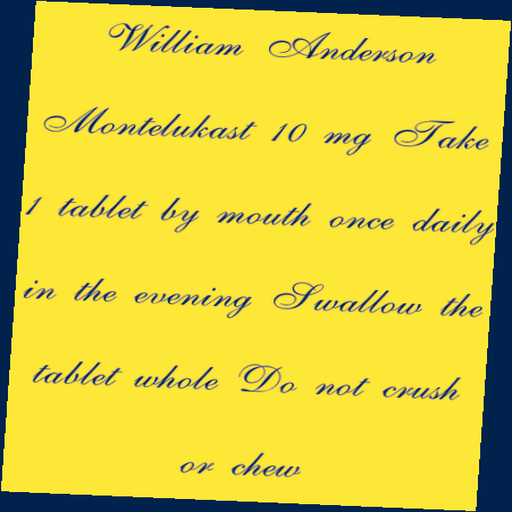 William Anderson
Montelukast 10 mg Take
1 tablet by mouth once daily
in the evening Swallow the
tablet whole Do not crush
or chew